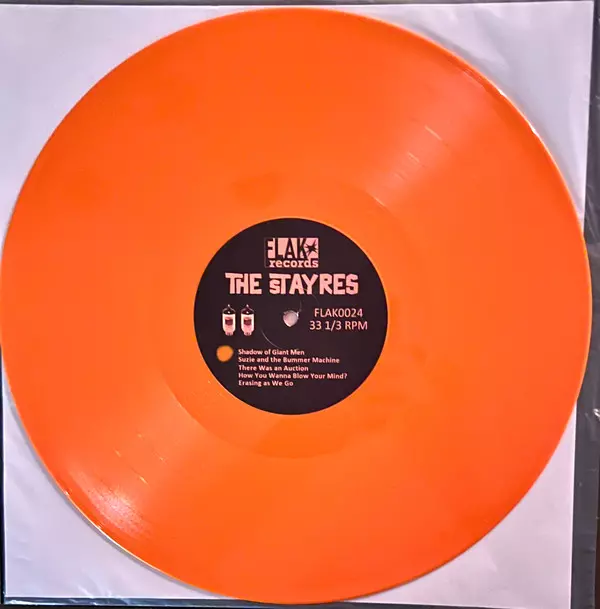 FLAK
records
THE STAYRES
FLAK0024
33 1/3 RPM
Shadow of Giant Men
Suzie and the Bummer Machine
There Was an Auction
How You Wanna Blow Your Mind?
Erasing as We Go